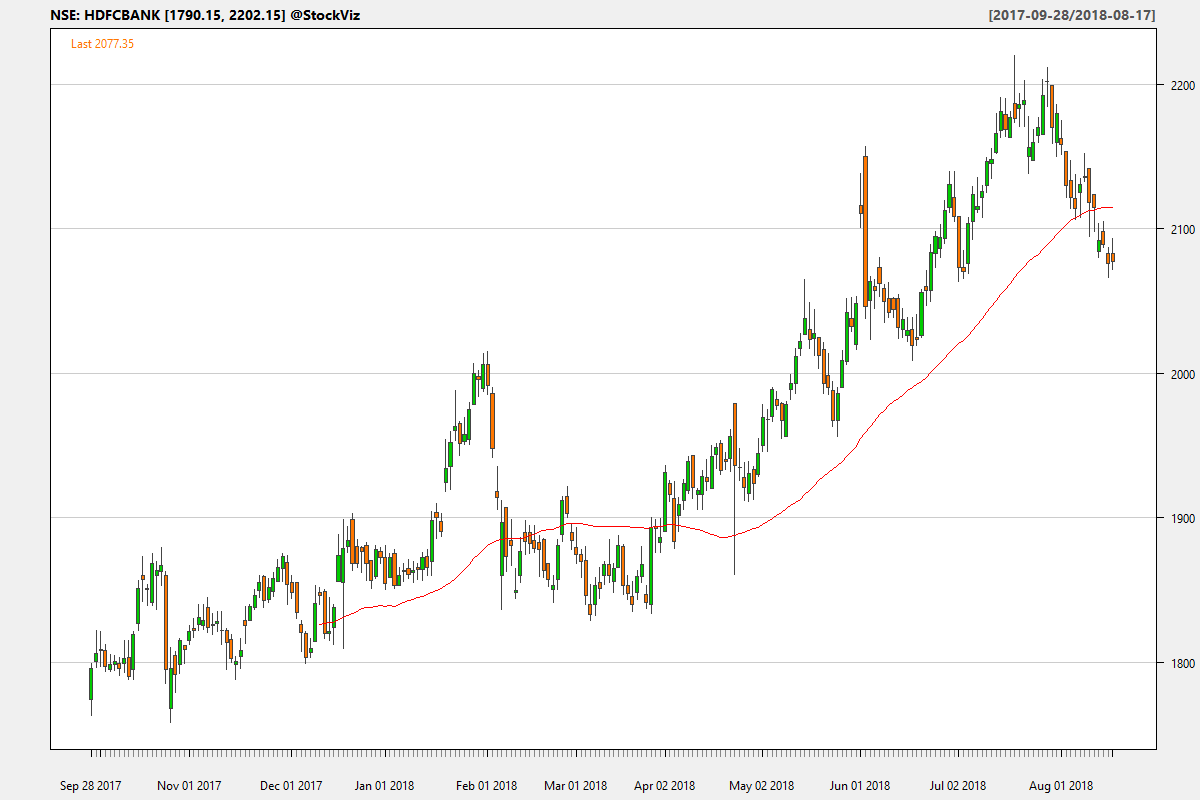 NSE: HDFCBANK [1790.15, 2202.15] @StockViz
[2017-09-28/2018-08-17]
Last 2077.35
2200
2100
2000
1900
1800
Sep 28 2017 Nov 01 2017 Dec 01 2017 Jan 01 2018 Feb 01 2018 Mar 01 2018 Apr 02 2018 May 02 2018 Jun 01 2018 Jul 02 2018 Aug 01 2018